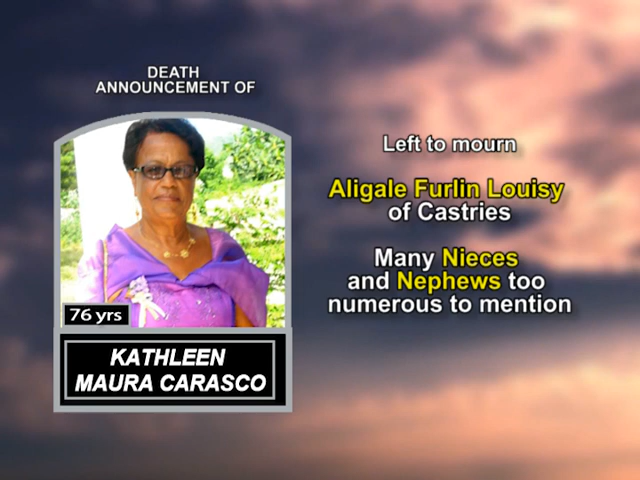 DEATH
ANNOUNCEMENT OF
76 yrs
KATHLEEN
MAURA CARASCO
Left to mourn
Aligale Furlin Louisy
of Castries
Many Nieces
and Nephews too
numerous to mention